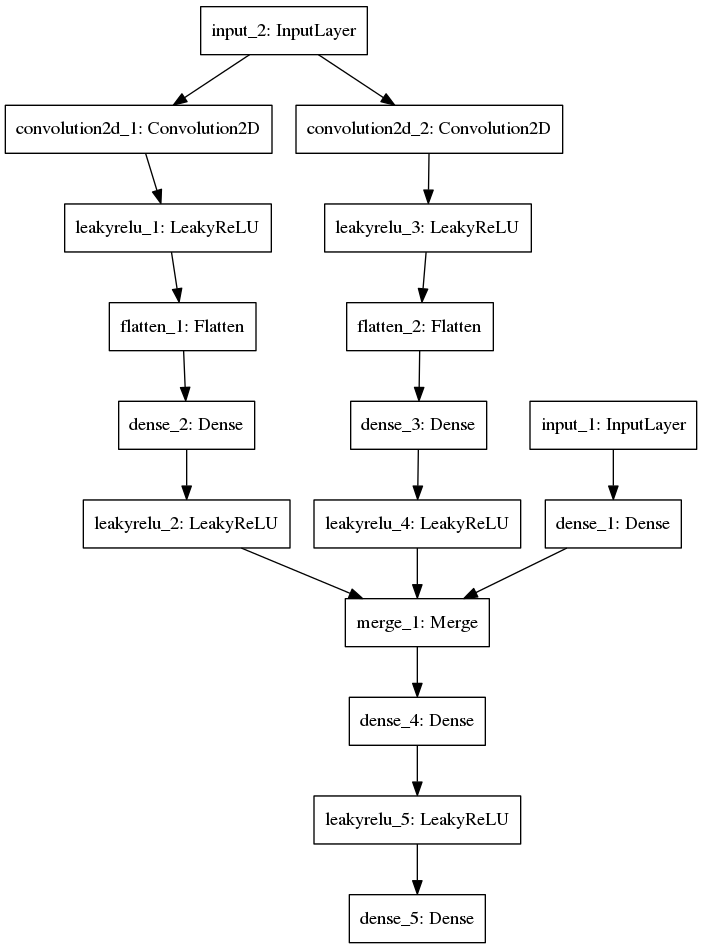 input_2: InputLayer
convolution2d_1: Convolution2D
convolution2d_2: Convolution2D
leakyrelu_1: LeakyReLU
leakyrelu_3: LeakyReLU
flatten_1: Flatten
flatten_2: Flatten
dense_2: Dense
dense_3: Dense
input_1: InputLayer
leakyrelu_2: LeakyReLU
leakyrelu_4: LeakyReLU
dense_1: Dense
merge_1: Merge
dense_4: Dense
leakyrelu_5: LeakyReLU
dense_5: Dense